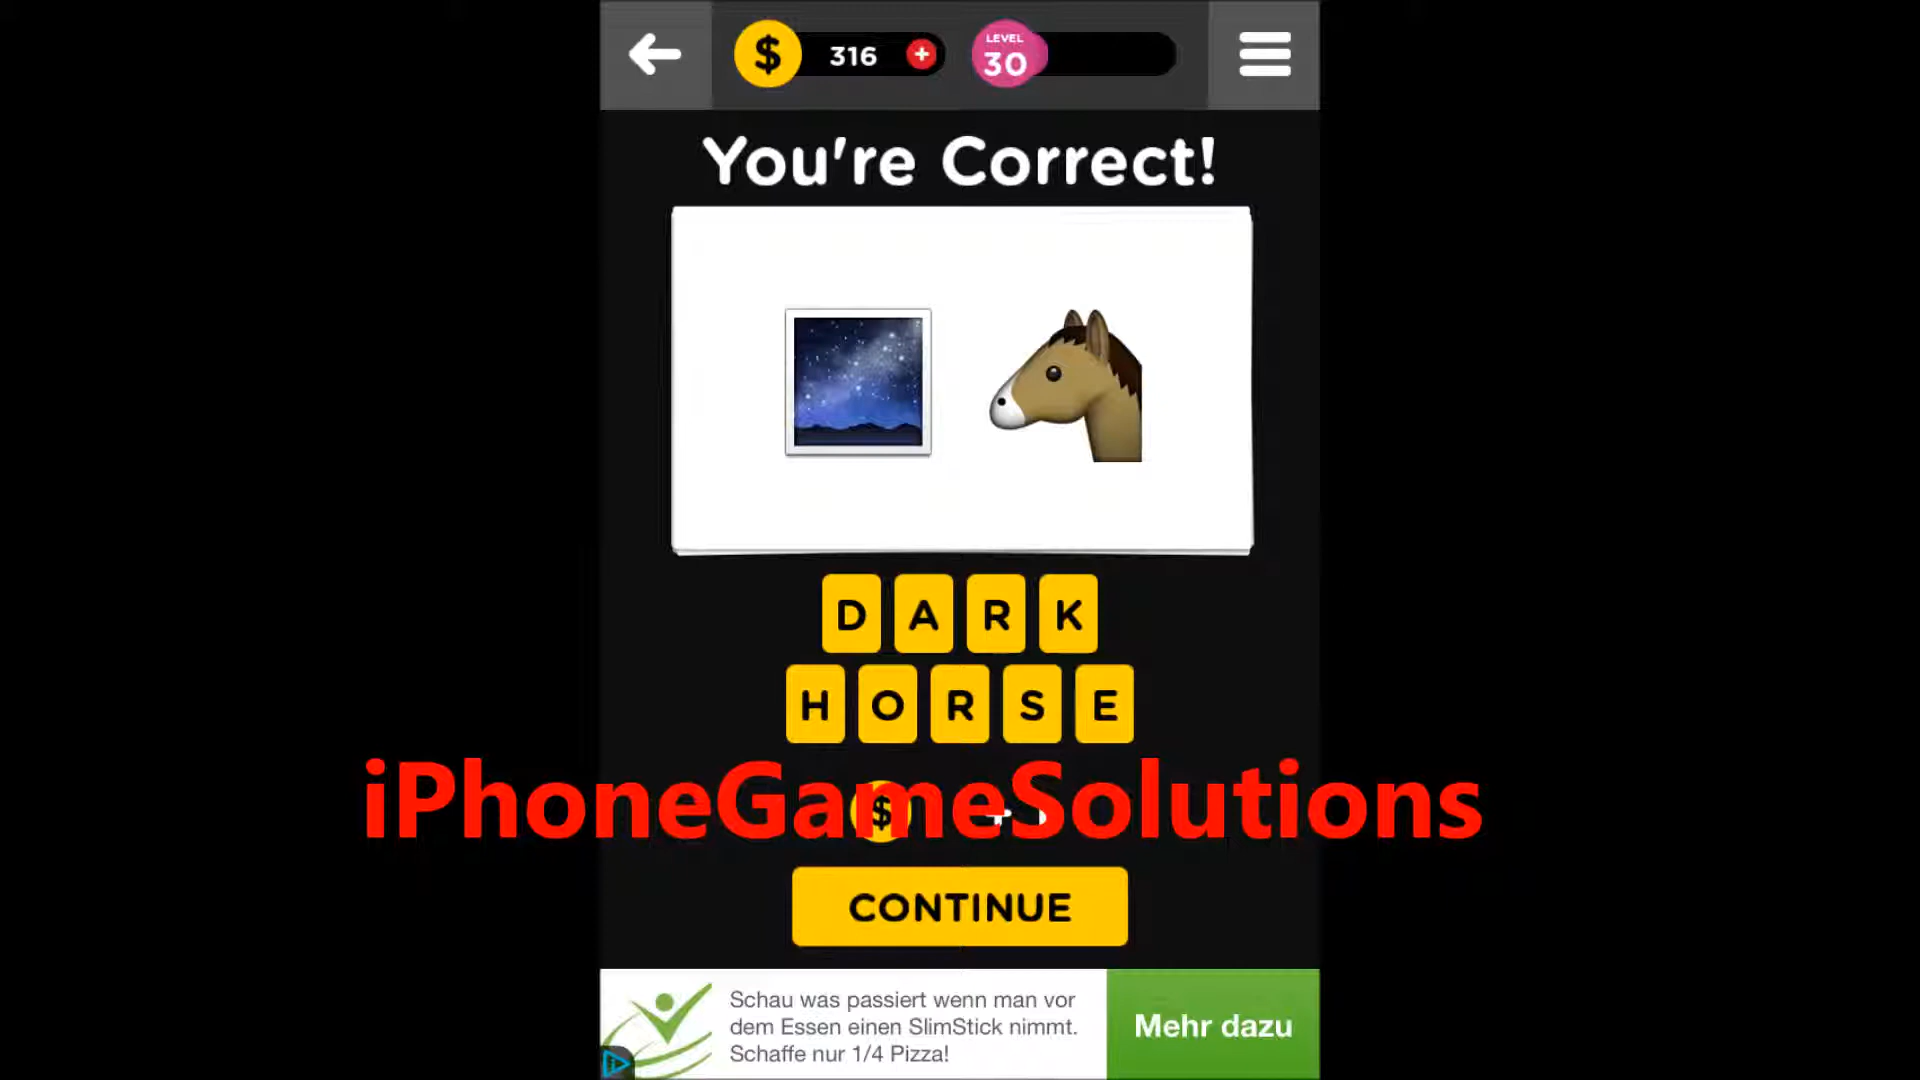 316
LEVEL
30
You're Correct!
DARK
HORSE
iPhoneGameSolutions
CONTINUE
Schau was passiert wenn man vor
dem Essen einen SlimStick nimmt.
Schaffe nur 1/4 Pizza!
Mehr dazu